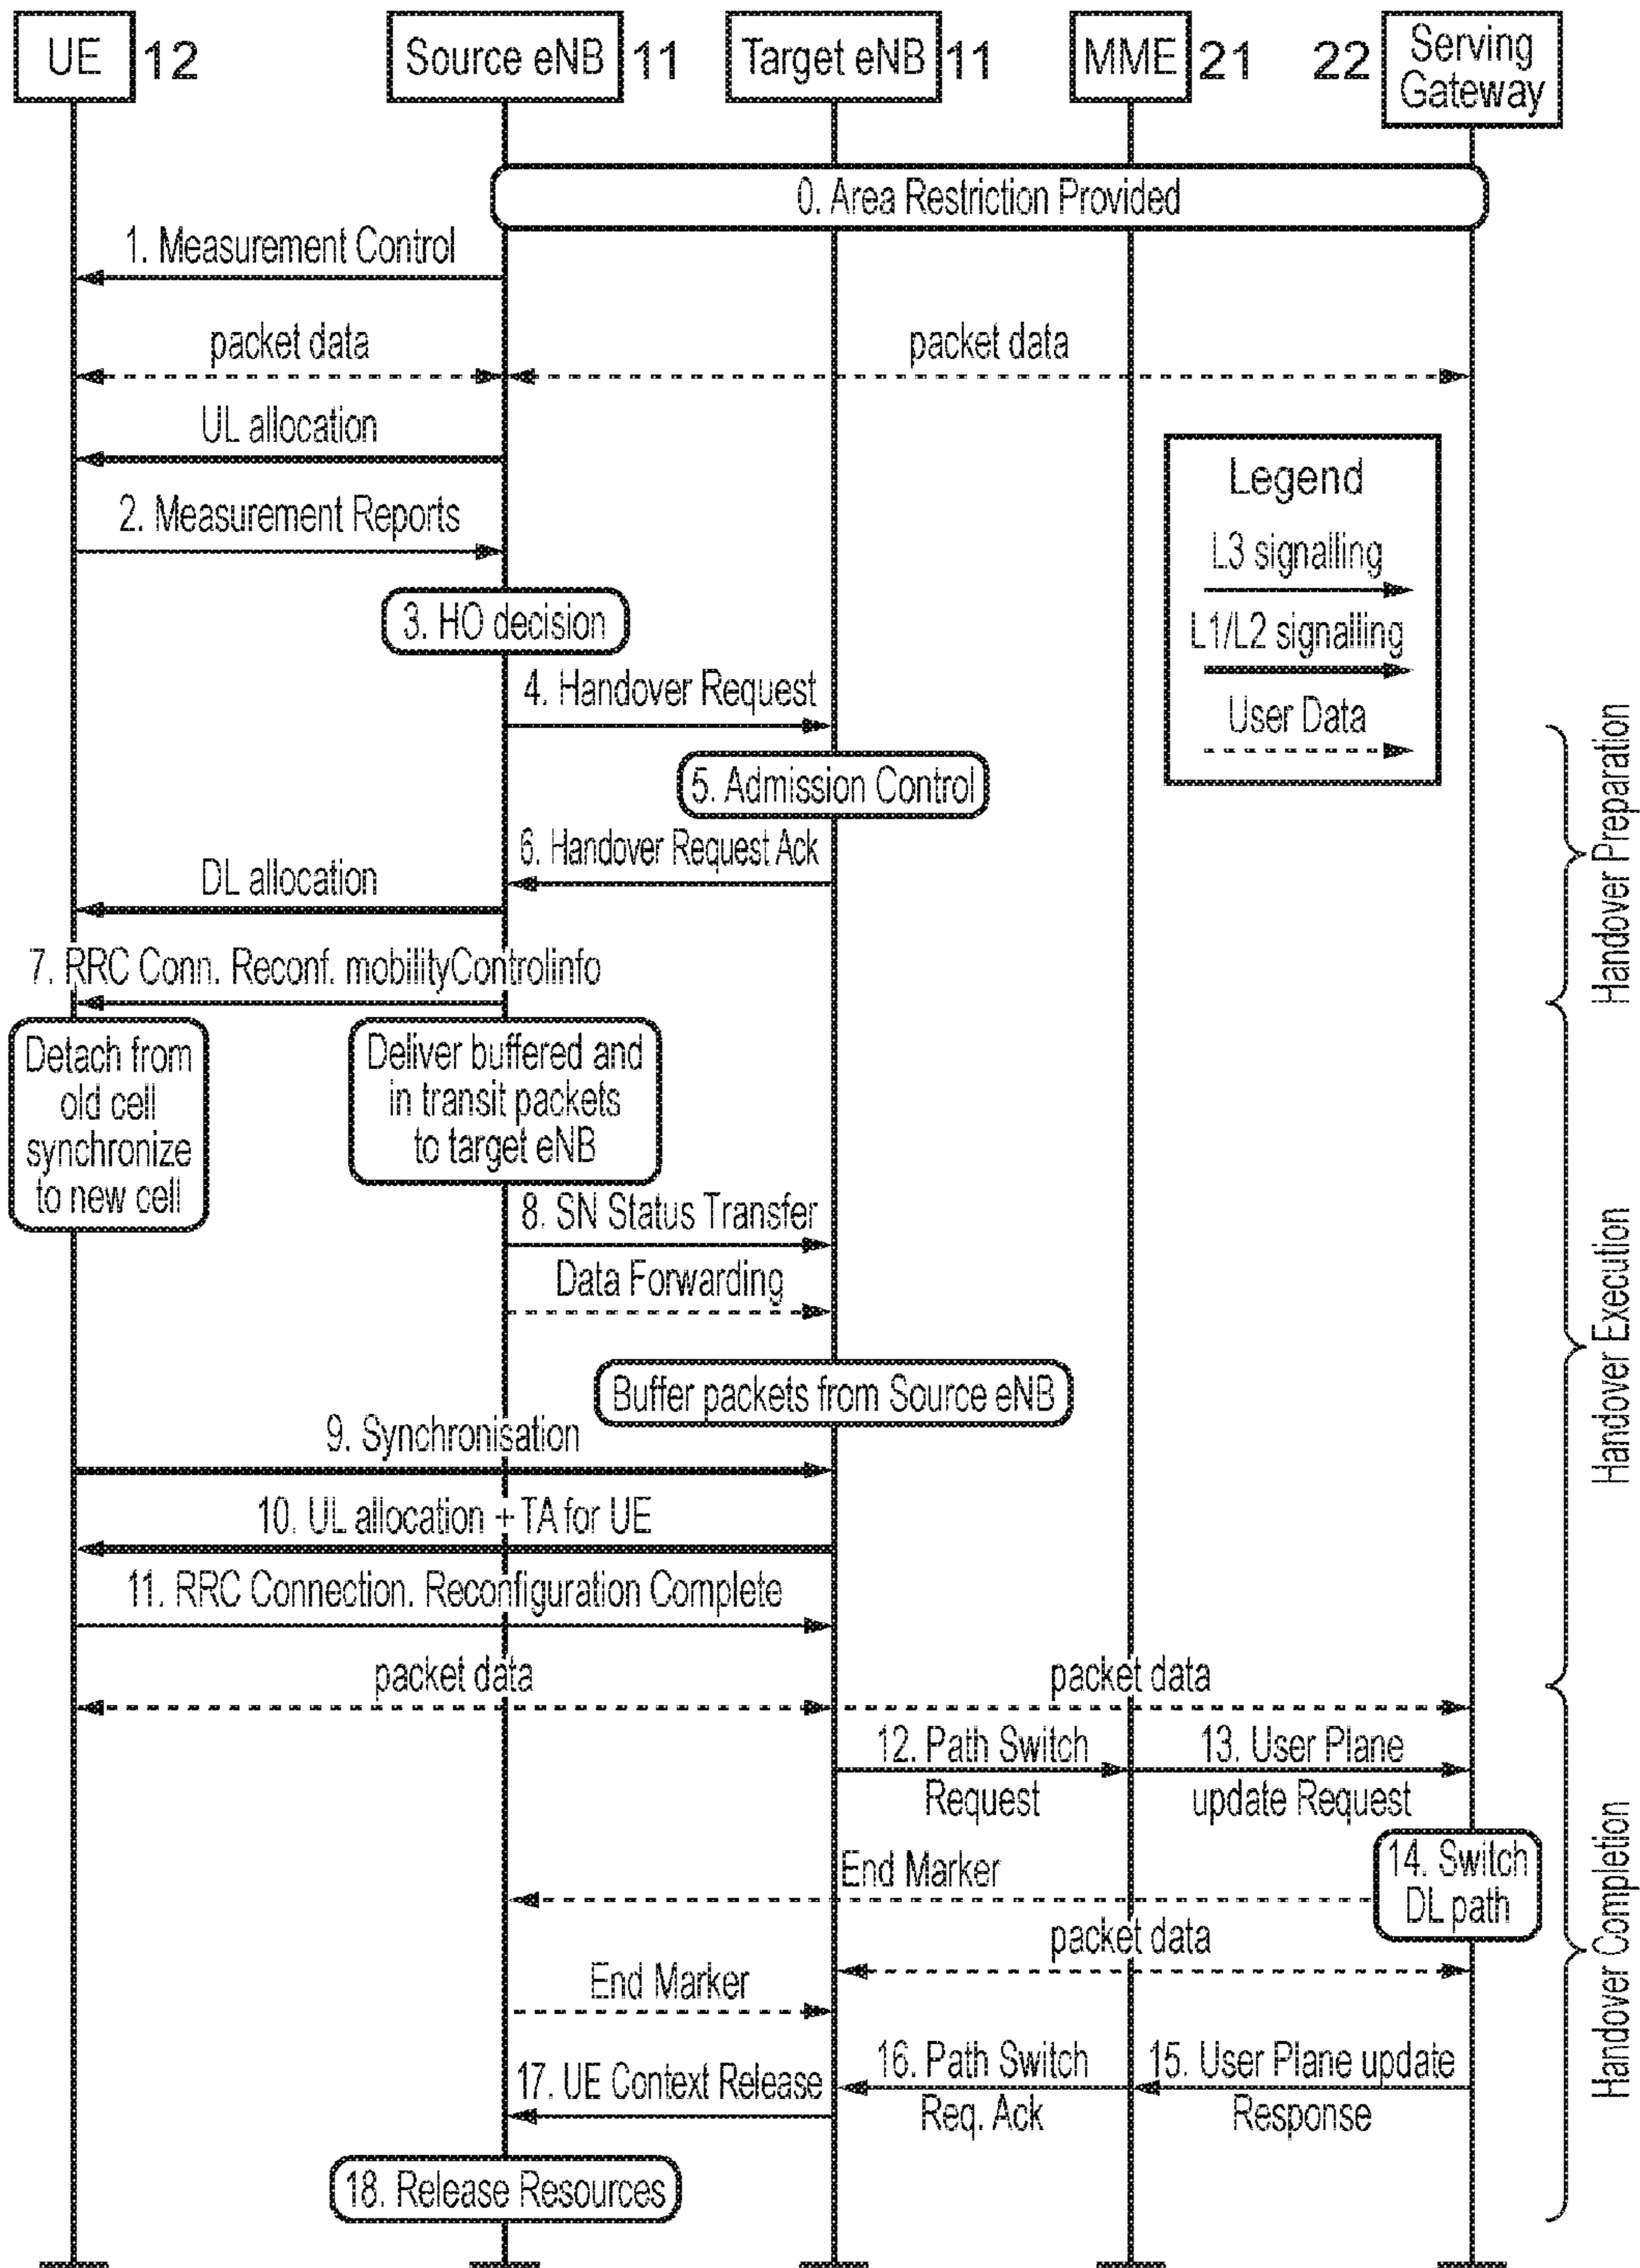 UE 12
Source eNB 11
Target eNB 11
MME 21
22 Serving
Gateway
0. Area Restriction Provided
1. Measurement Control
packet data
packet data
UL allocation
2. Measurement Reports
Legend
L3 signalling
L1/L2 signalling
User Data
3. HO decision
4. Handover Request
5. Admission Control
6. Handover Request Ack
DL allocation
Handover Preparation
7. RRC Conn. Reconf. mobilityControlinfo
Detach from
old cell
synchronize
to new cell
Deliver buffered and
in transit packets
to target eNB
8. SN Status Transfer
Data Forwarding
Buffer packets from Source eNB
Handover Execution
9. Synchronisation
10. UL allocation + TA for UE
11. RRC Connection. Reconfiguration Complete
packet data
packet data
12. Path Switch
Request
13. User Plane
update Request
14. Switch
DL path
End Marker
packet data
End Marker
Handover Completion
16. Path Switch
Req. Ack
15. User Plane update
Response
17. UE Context Release
18. Release Resources